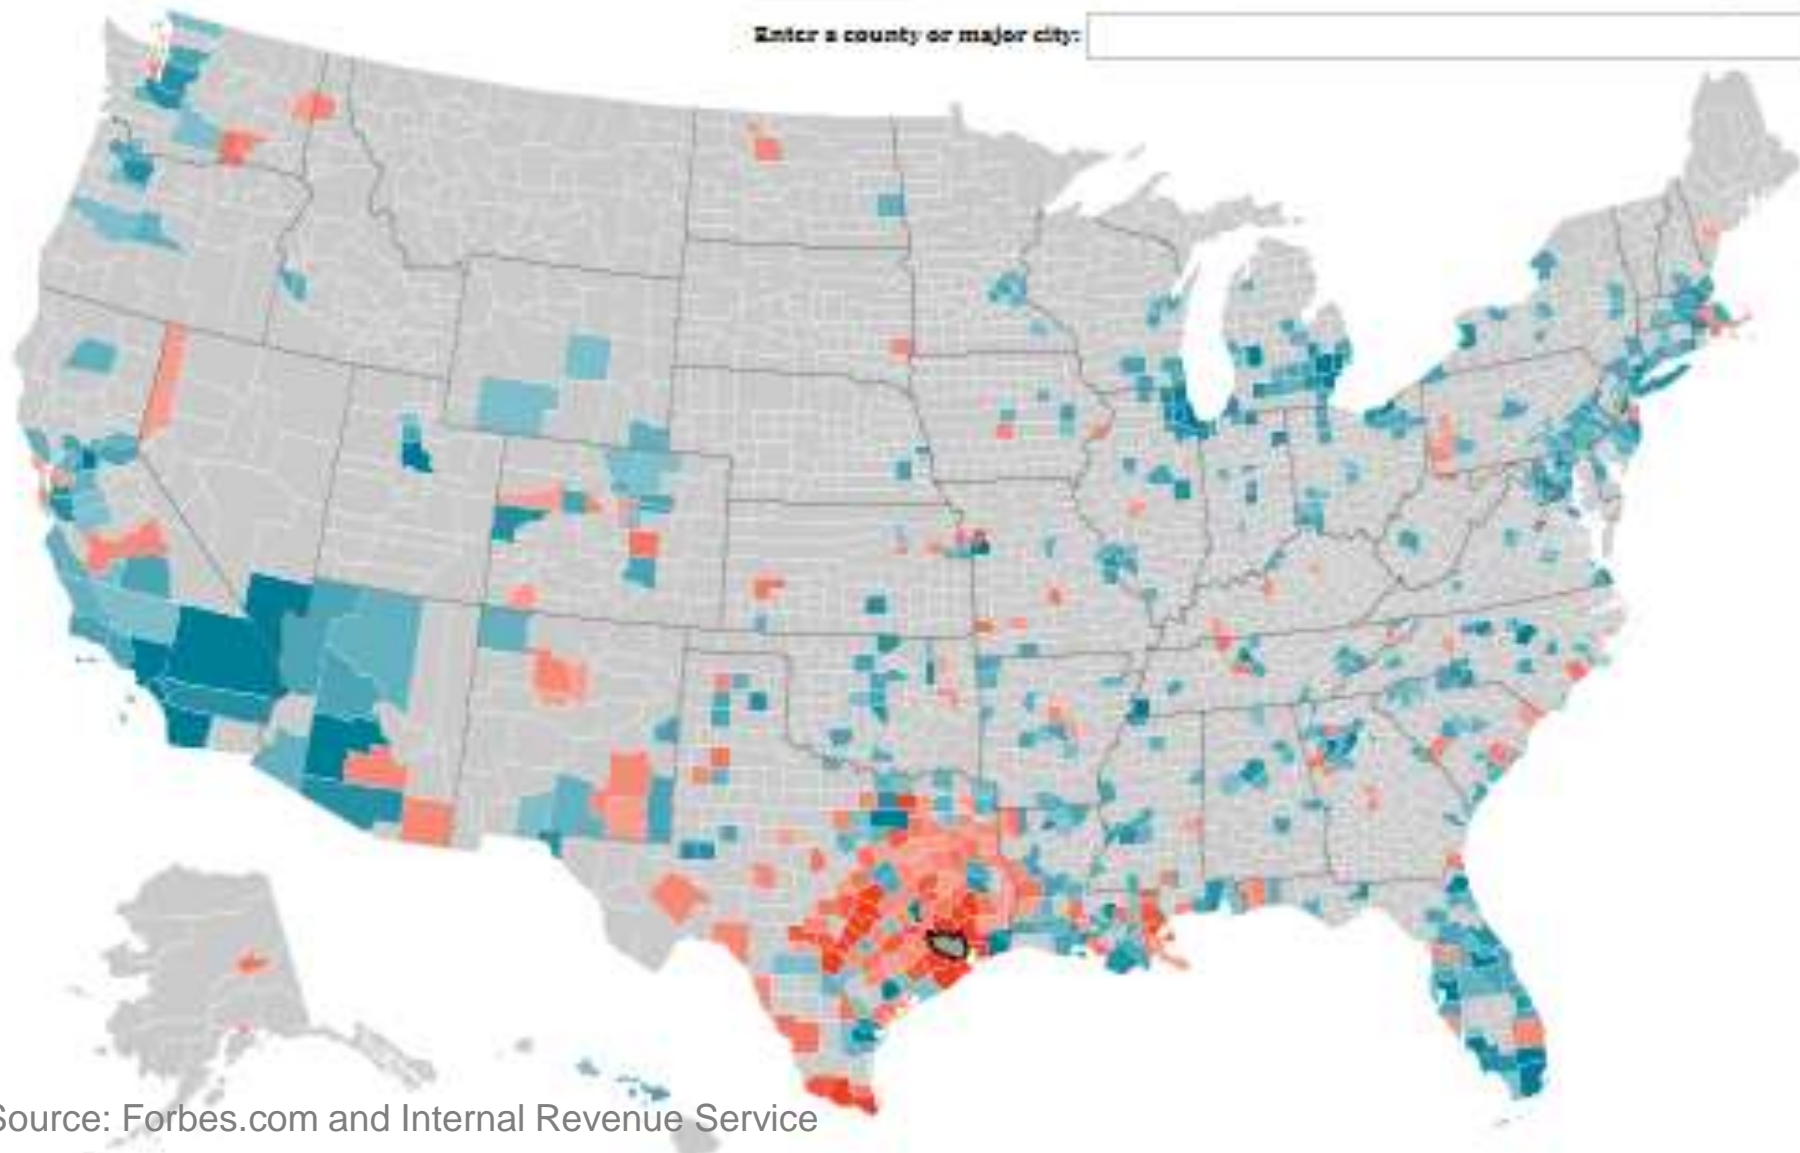 Enter a county or major city:
Source: Forbes.com and Internal Revenue Service